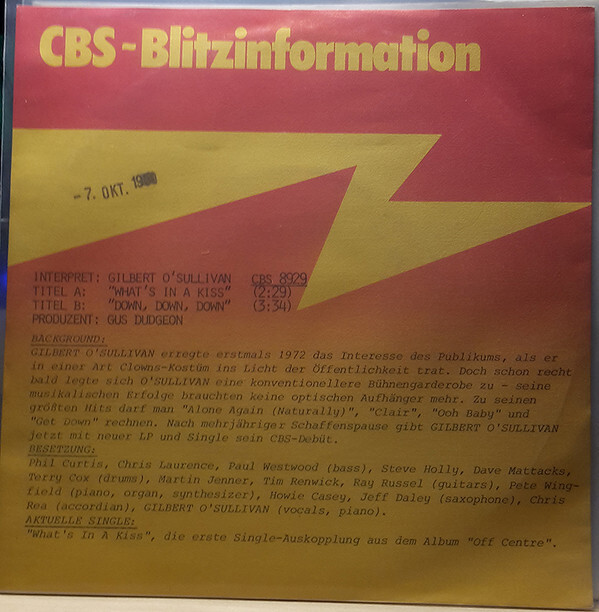 CBS-Blitzinformation
-7. OKT. 1980
INTERPRET: GILBERT O'SULLIVAN CBS 8929
TITEL A: "WHAT'S IN A KISS" (2:29)
TITEL B: "DOWN, DOWN, DOWN" (3:34)
PRODUZENT: GUS DUDGEON
BACKGROUND:
GILBERT O'SULLIVAN erregte erstmals 1972 das Interesse des Publikums, als er
in einer Art Clowns-Kostüm ins Licht der Öffentlichkeit trat. Doch schon recht
bald legte sich O'SULLIVAN eine konventionellere Bühnengarderobe zu - seine
musikalischen Erfolge brauchten keine optischen Aufhänger mehr. Zu seinen
größten Hits darf man "Alone Again (Naturally)", "Clair", "Ooh Baby" und
"Get Down" rechnen. Nach mehrjähriger Schaffenspause gibt GILBERT O'SULLIVAN
jetzt mit neuer LP und Single sein CBS-Debüt.
BESETZUNG:
Phil Curtis, Chris Laurence, Paul Westwood (bass), Steve Holly, Dave Mattacks,
Terry Cox (drums), Martin Jenner, Tim Renwick, Ray Russel (guitars), Pete Wing-
field (piano, organ, synthesizer), Howie Casey, Jeff Daley (saxophone), Chris
Rea (accordian), GILBERT O'SULLIVAN (vocals, piano).
AKTUELLE SINGLE:
"What's In A Kiss", die erste Single-Auskopplung aus dem Album "Off Centre".